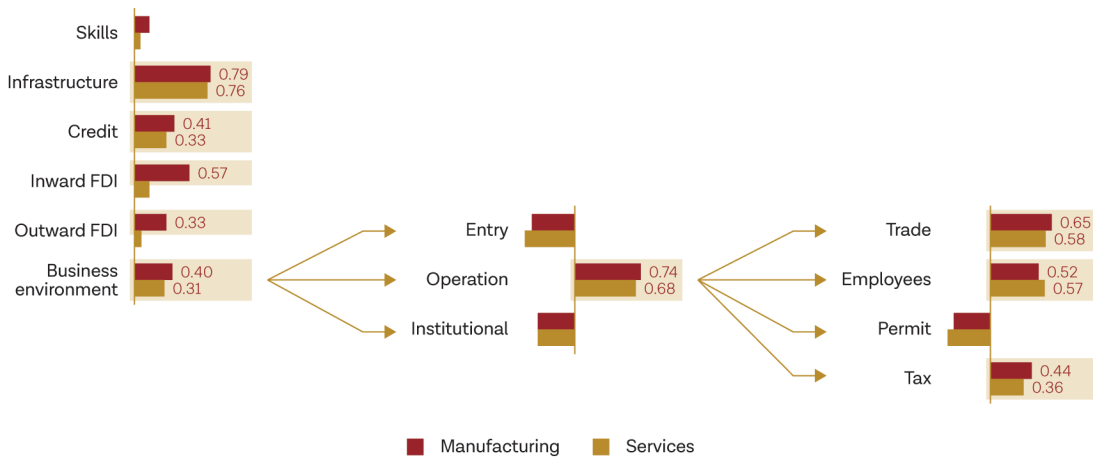 Skills
Infrastructure
0.79
0.76
Credit
0.41
0.33
Inward FDI
0.57
Outward FDI
0.33
Business
environment
0.40
0.31
Entry
Operation
0.74
0.68
Institutional
Trade
0.65
0.58
Employees
0.52
0.57
Permit
Tax
0.44
0.36
Manufacturing
Services